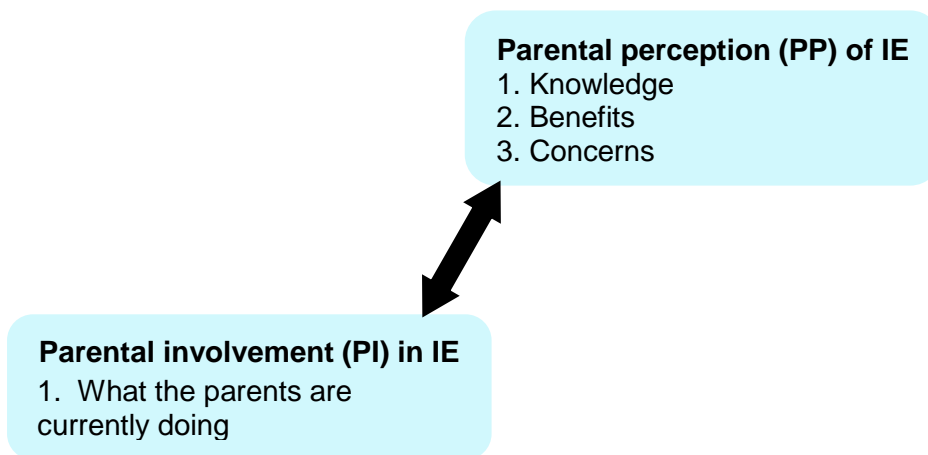 Parental perception (PP) of IE
1. Knowledge
2. Benefits
3. Concerns
Parental involvement (PI) in IE
1. What the parents are
currently doing